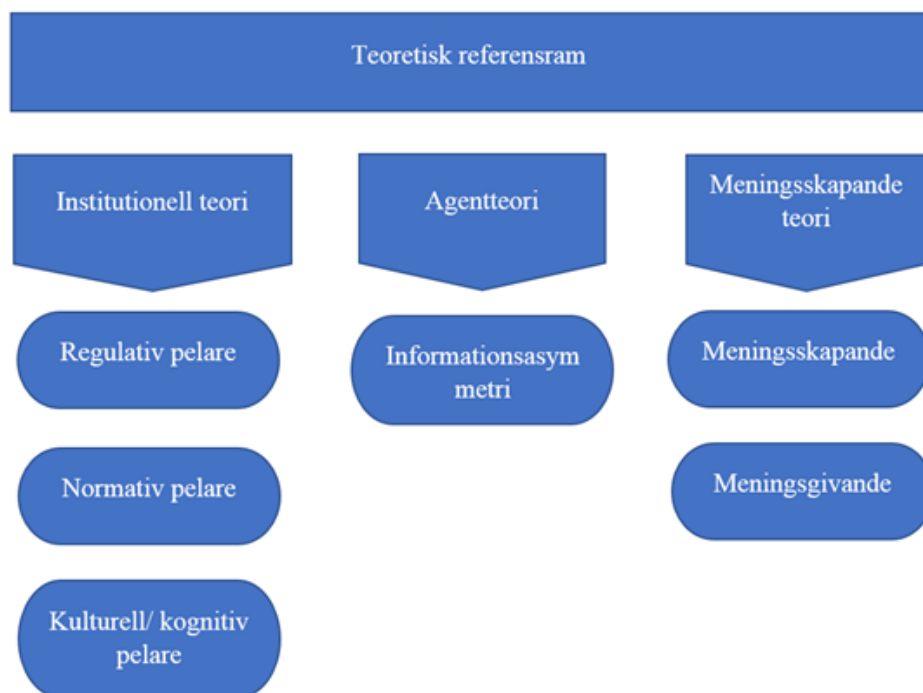 Teoretisk referensram
Institutionell teori
Agentteori
Meningsskapande
teori
Regulativ pelare
Informationsasym
metri
Meningsskapande
Normativ pelare
Meningsgivande
Kulturell/ kognitiv
pelare